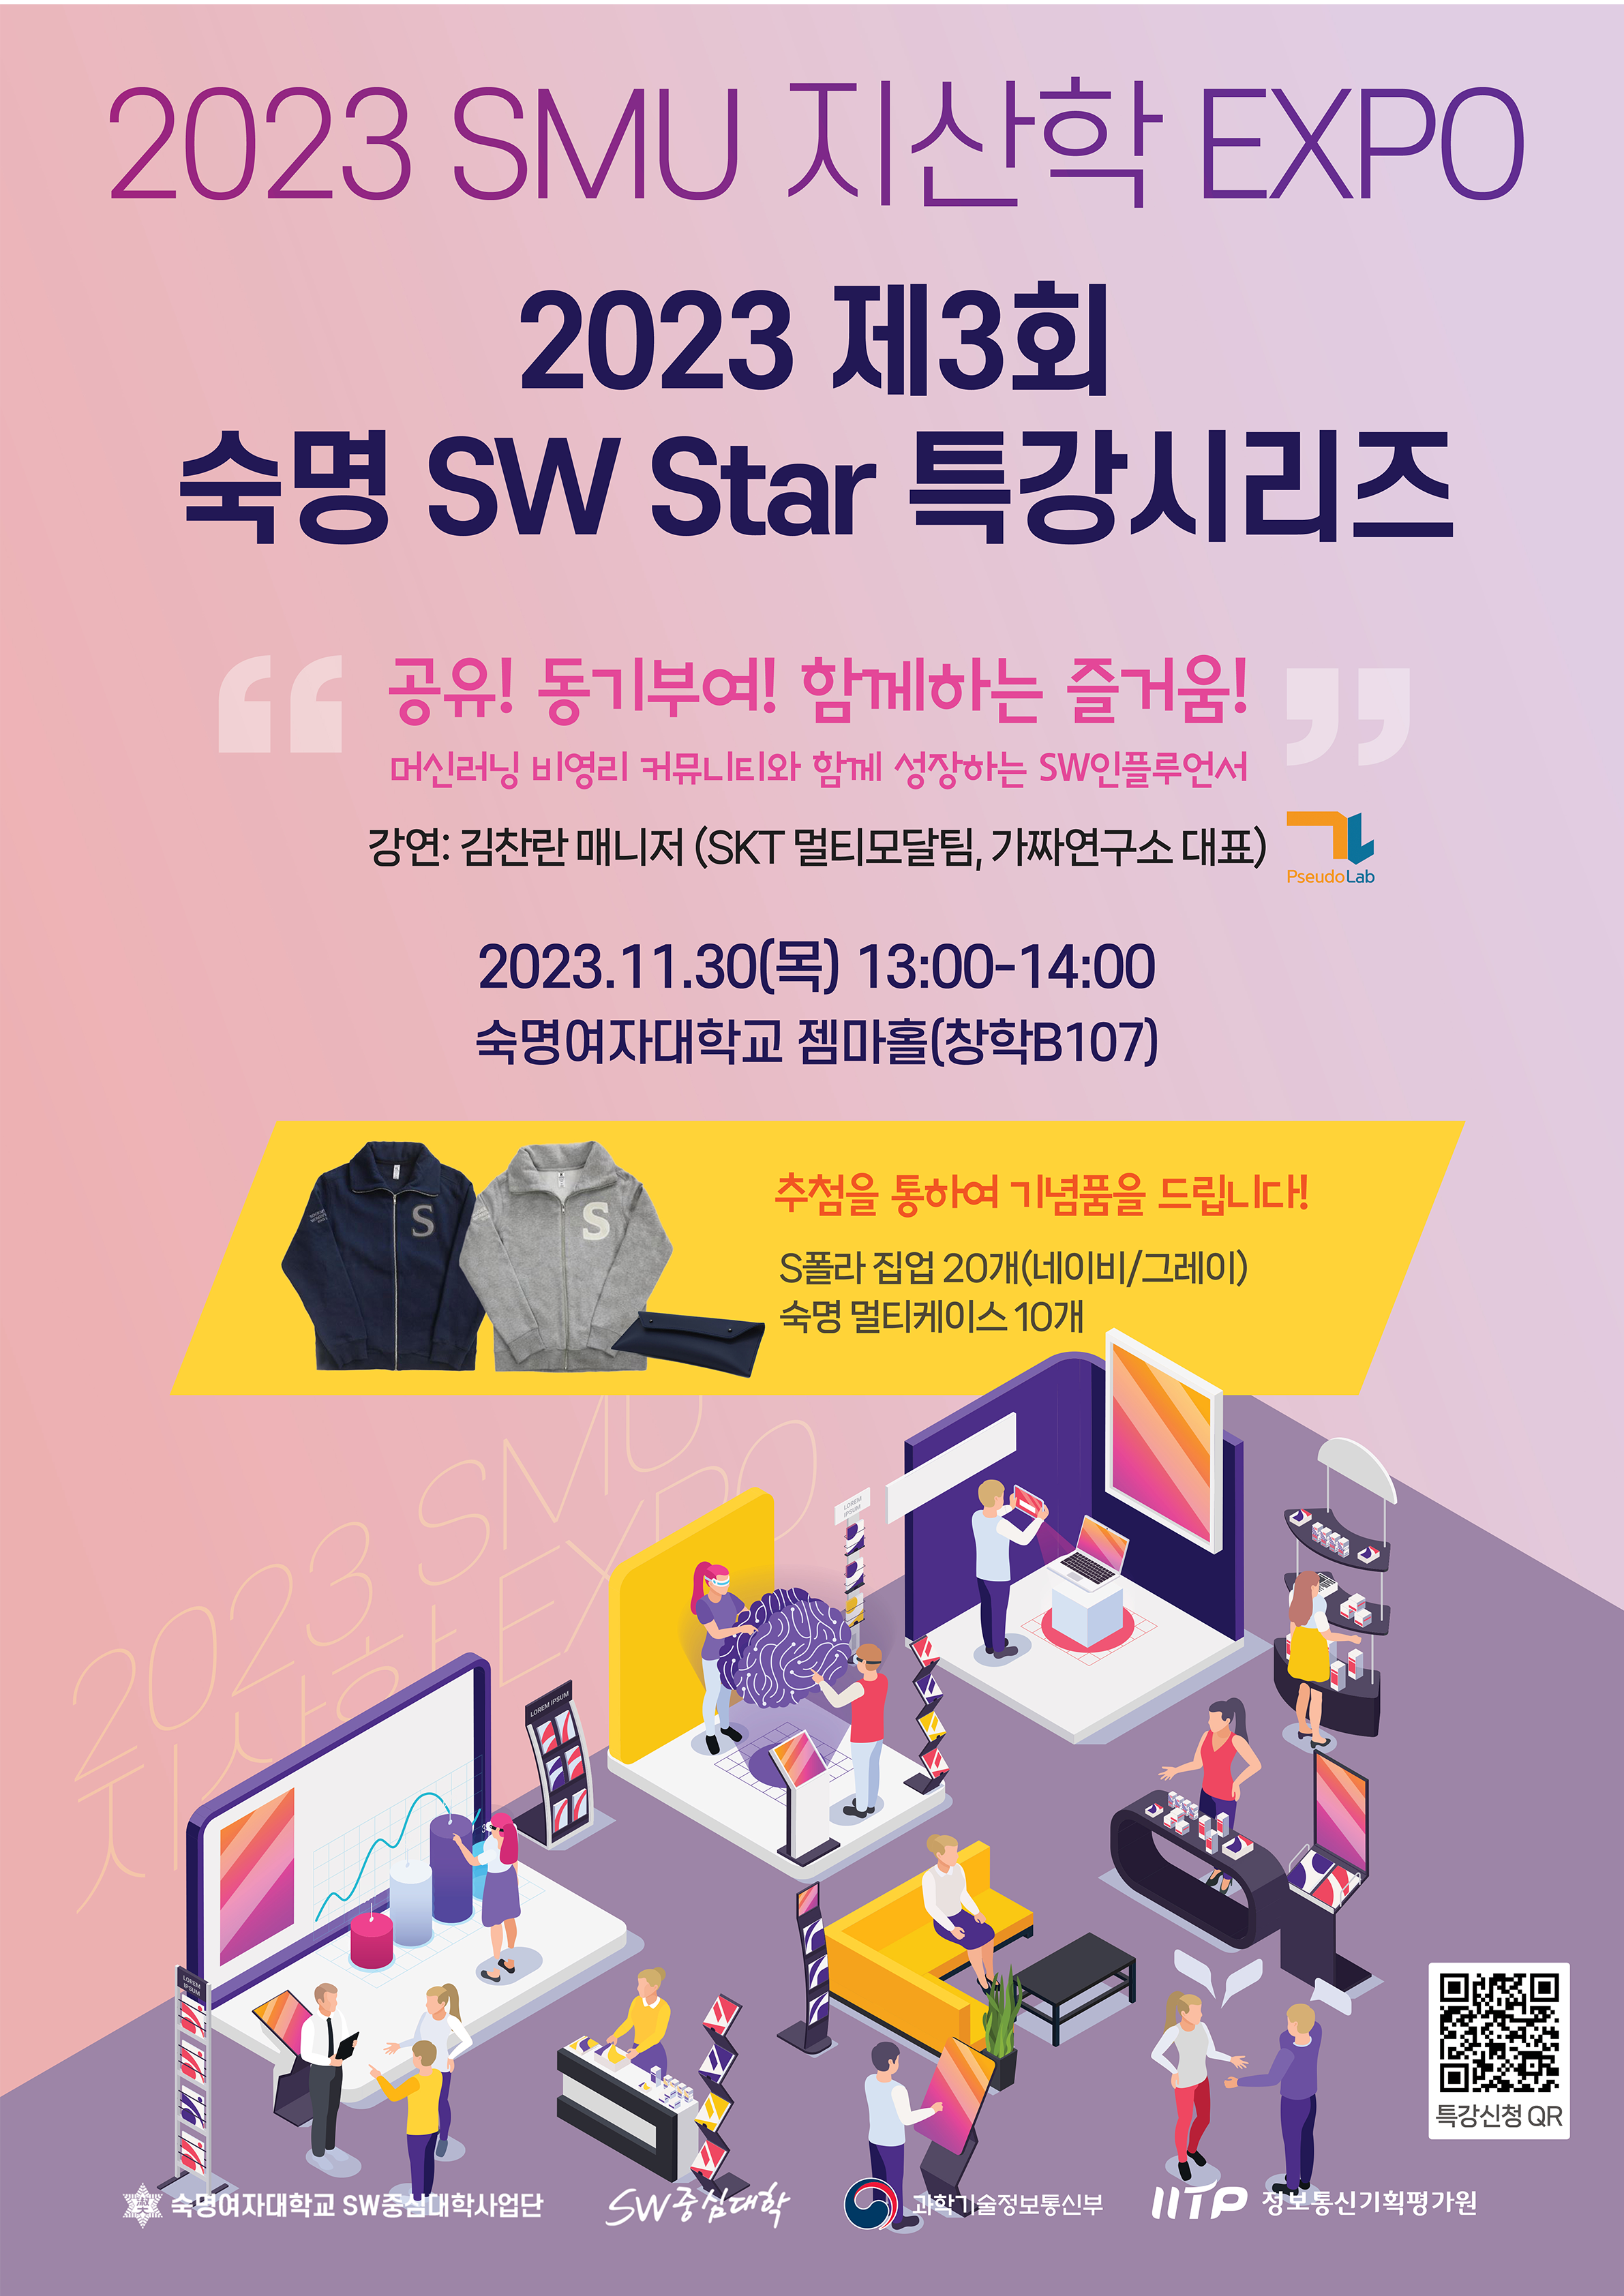 2023 SMU 지산학 EXPO
2023 제3회
숙명 SW Star 특강시리즈
“ 공유! 동기부여! 함께하는 즐거움! ”
머신러닝 비영리 커뮤니티와 함께 성장하는 SW인플루언서
강연: 김찬란 매니저 (SKT 멀티모달팀, 가짜연구소 대표)
PseudoLab
2023.11.30(목) 13:00-14:00
숙명여자대학교 젬마홀(창학B107)
S
S
추첨을 통하여 기념품을 드립니다!
S폴라 집업 20개(네이비/그레이)
숙명 멀티케이스 10개
2023 SMU
지산학 EXPO
LOREM
IPSUM
LOREM IPSUM
LOREM
IPSUM
특강신청 QR
숙명여자대학교 SW중심대학사업단
SW중심대학
과학기술정보통신부
IITP 정보통신기획평가원